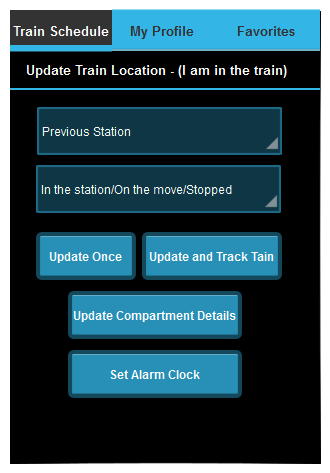 Train Schedule My Profile Favorites
Update Train Location - (I am in the train)
Previous Station
In the station/On the move/Stopped
Update Once Update and Track Tain
Update Compartment Details
Set Alarm Clock